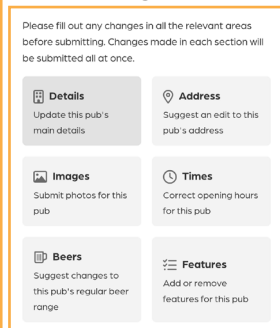 Please fill out any changes in all the relevant areas
before submitting. Changes made in each section will
be submitted all at once.
Details
Update this pub's
main details
Address
Suggest an edit to this
pub's address
Images
Submit photos for this
pub
Times
Correct opening hours
for this pub
Beers
Suggest changes to
this pub's regular beer
range
Features
Add or remove
features for this pub